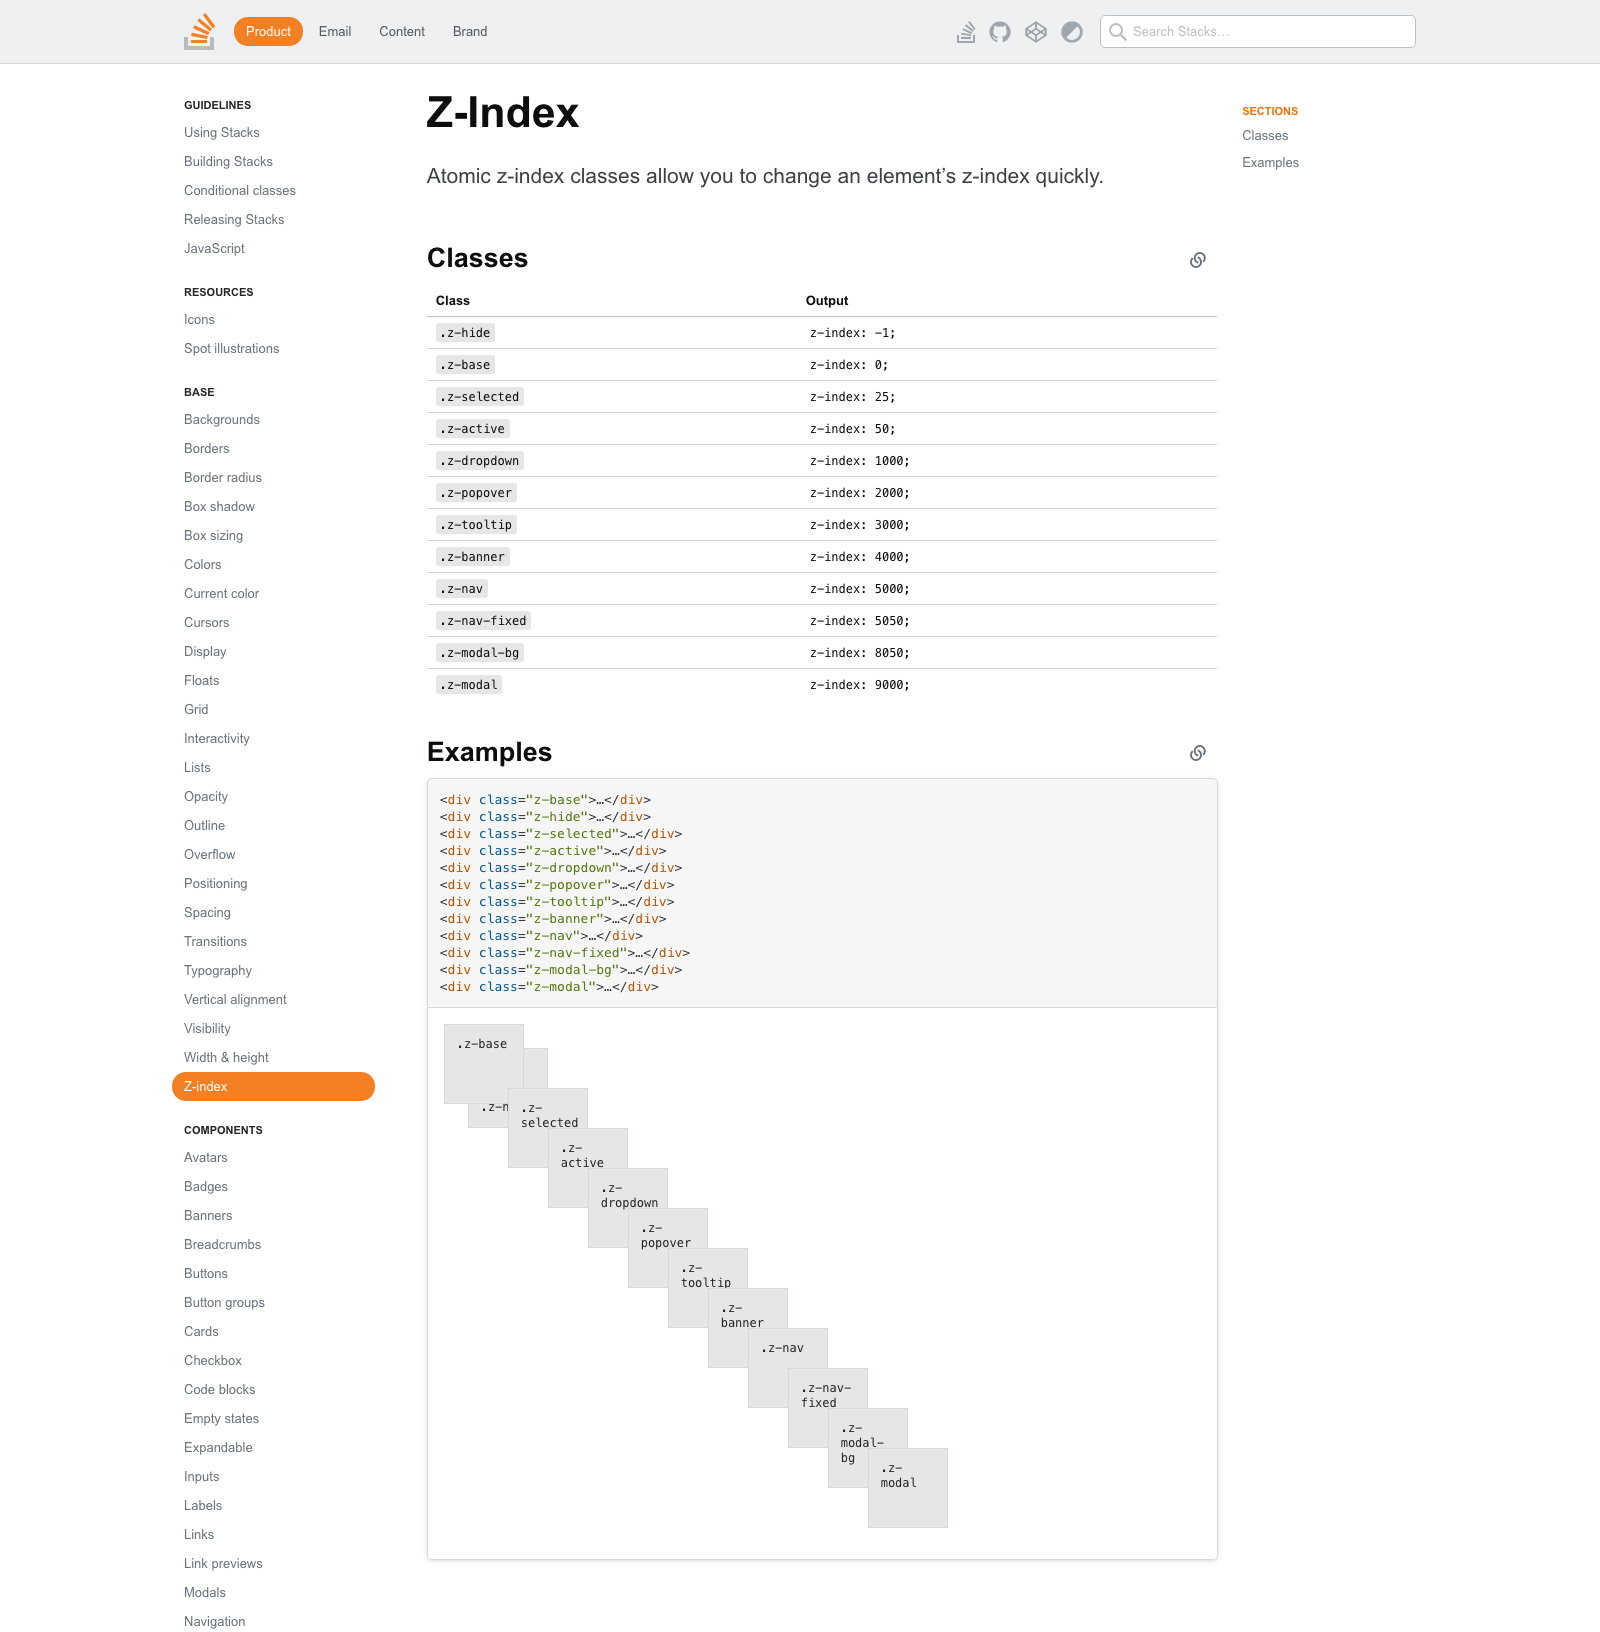 Product
Email
Content
Brand
Search Stacks…
GUIDELINES
Using Stacks
Building Stacks
Conditional classes
Releasing Stacks
JavaScript
RESOURCES
Icons
Spot illustrations
BASE
Backgrounds
Borders
Border radius
Box shadow
Box sizing
Colors
Current color
Cursors
Display
Floats
Grid
Interactivity
Lists
Opacity
Outline
Overflow
Positioning
Spacing
Transitions
Typography
Vertical alignment
Visibility
Width & height
Z-index
COMPONENTS
Avatars
Badges
Banners
Breadcrumbs
Buttons
Button groups
Cards
Checkbox
Code blocks
Empty states
Expandable
Inputs
Labels
Links
Link previews
Modals
Navigation
Z-Index
Atomic z-index classes allow you to change an element’s z-index quickly.
Classes
Class Output
.z-hide z-index: -1;
.z-base z-index: 0;
.z-selected z-index: 25;
.z-active z-index: 50;
.z-dropdown z-index: 1000;
.z-popover z-index: 2000;
.z-tooltip z-index: 3000;
.z-banner z-index: 4000;
.z-nav z-index: 5000;
.z-nav-fixed z-index: 5050;
.z-modal-bg z-index: 8050;
.z-modal z-index: 9000;
Examples
<div class="z-base">…</div>
<div class="z-hide">…</div>
<div class="z-selected">…</div>
<div class="z-active">…</div>
<div class="z-dropdown">…</div>
<div class="z-popover">…</div>
<div class="z-tooltip">…</div>
<div class="z-banner">…</div>
<div class="z-nav">…</div>
<div class="z-nav-fixed">…</div>
<div class="z-modal-bg">…</div>
<div class="z-modal">…</div>
.z-base
.z-
selected
.z-
active
.z-
dropdown
.z-
popover
.z-
tooltip
.z-
banner
.z-nav
.z-nav-
fixed
.z-
modal-
bg
.z-
modal
SECTIONS
Classes
Examples